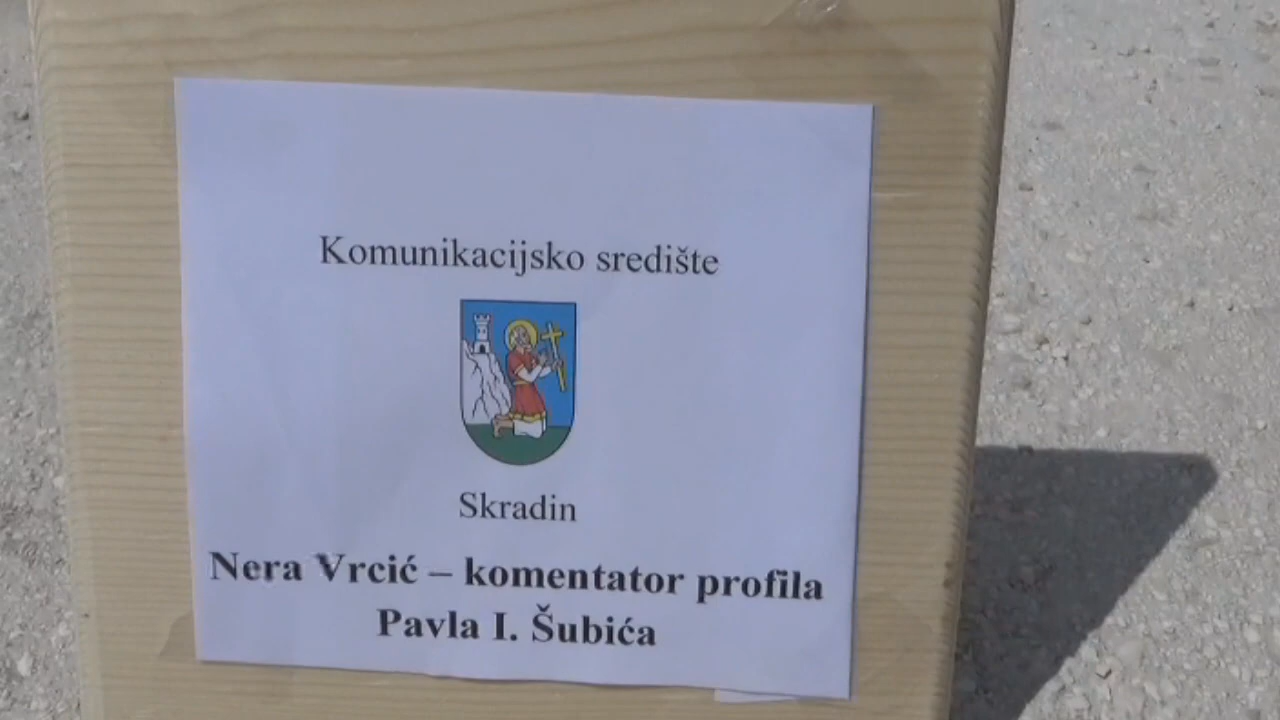 Komunikacijsko središte
Skradin
Nera Vrcić – komentator profila
Pavla I. Šubića